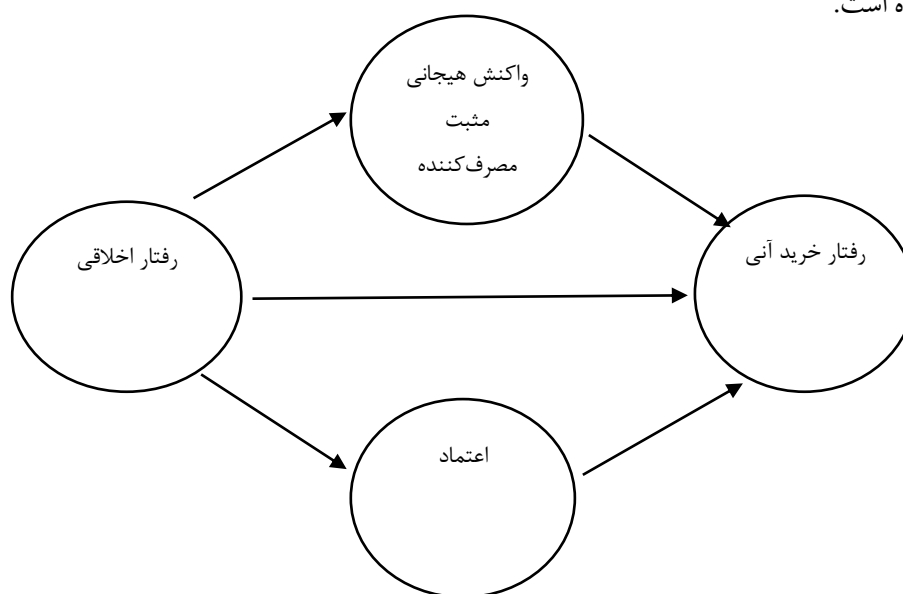 ه است.
واکنش هیجانی
مثبت
مصرف‌کننده
رفتار خرید آنی
رفتار اخلاقی
اعتماد